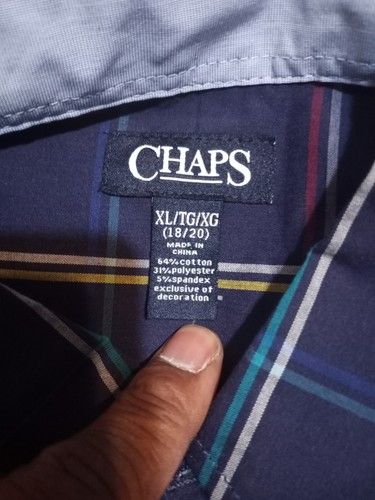 CHAPS
XL/TG/XG
(18/20)
MADE IN
CHINA
64%cotton
31%polyester
5%spandex
exclusive of
decoration